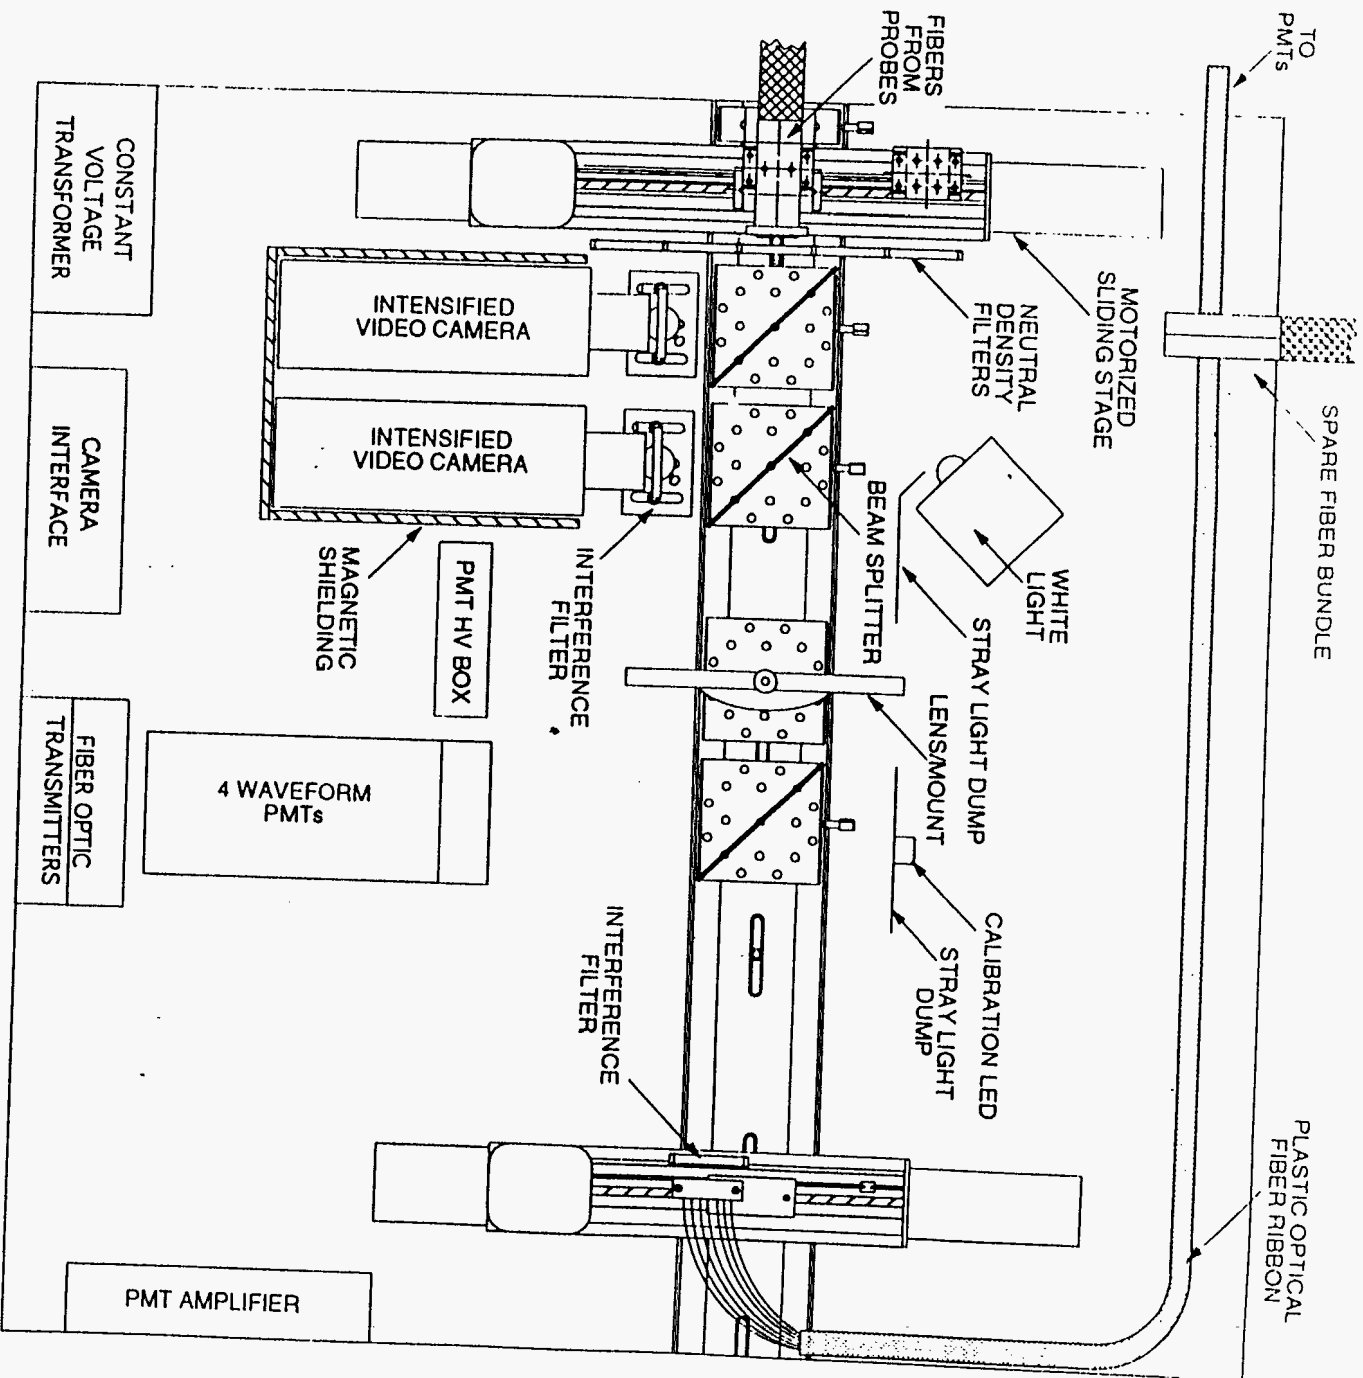 TO
PMTs
FIBERS
FROM
PROBES
MOTORIZED
SLIDING STAGE
NEUTRAL
DENSITY
FILTERS
SPARE FIBER BUNDLE
CONSTANT
VOLTAGE
TRANSFORMER
INTENSIFIED
VIDEO CAMERA
INTENSIFIED
VIDEO CAMERA
CAMERA
INTERFACE
BEAM SPLITTER
WHITE
LIGHT
STRAY LIGHT DUMP
MAGNETIC
SHIELDING
PMT HV BOX
INTERFERENCE
FILTER
LENS/MOUNT
FIBER OPTIC
TRANSMITTERS
4 WAVEFORM
PMTs
CALIBRATION LED
STRAY LIGHT
DUMP
INTERFERENCE
FILTER
PLASTIC OPTICAL
FIBER RIBBON
PMT AMPLIFIER